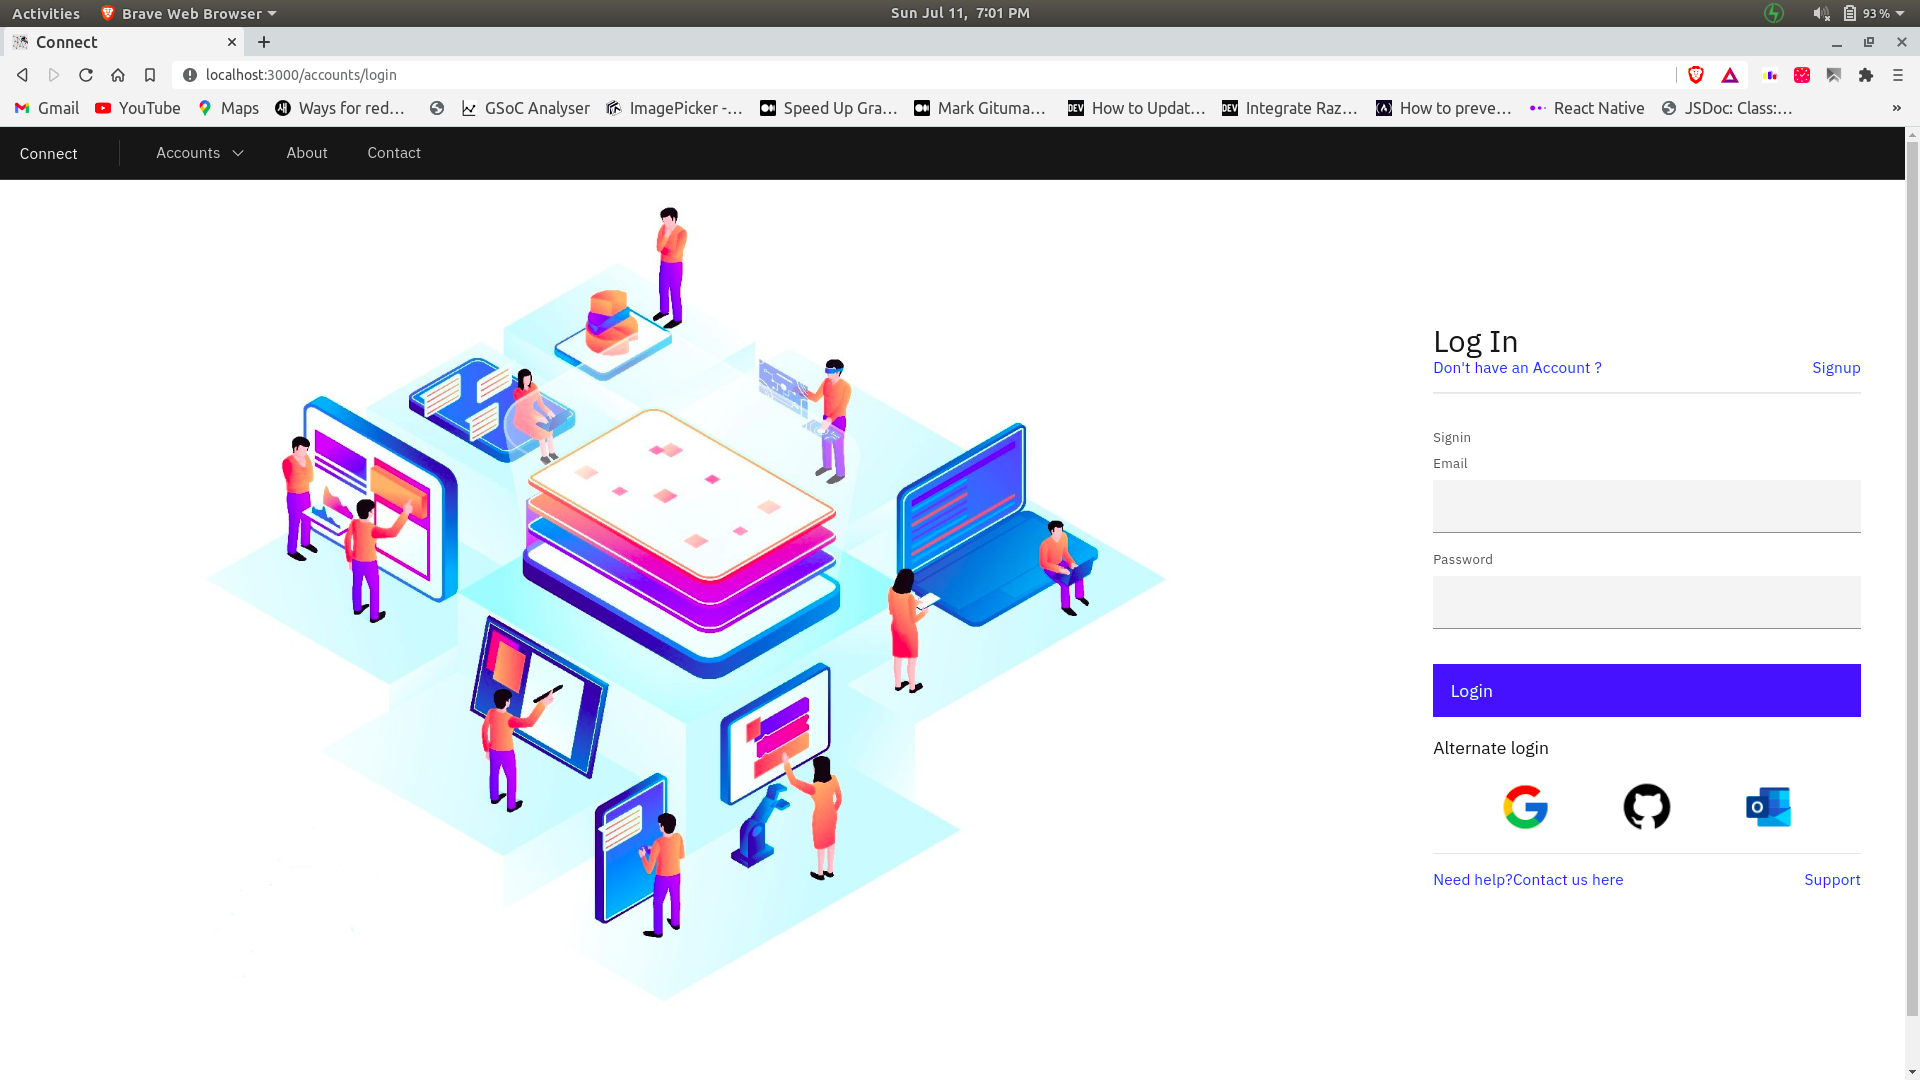 Activities
Brave Web Browser
Sun Jul 11, 7:01 PM
93 %
Connect
localhost:3000/accounts/login
Gmail
YouTube
Maps
Ways for red...
GSoC Analyser
ImagePicker -...
Speed Up Gra...
Mark Gituma...
DEV
How to Updat...
DEV
Integrate Raz...
How to preve...
React Native
JSDoc: Class:...
»
Connect
Accounts
About
Contact
Log In
Don't have an Account ?
Signup
Signin
Email
Password
Login
Alternate login
Need help?Contact us here
Support